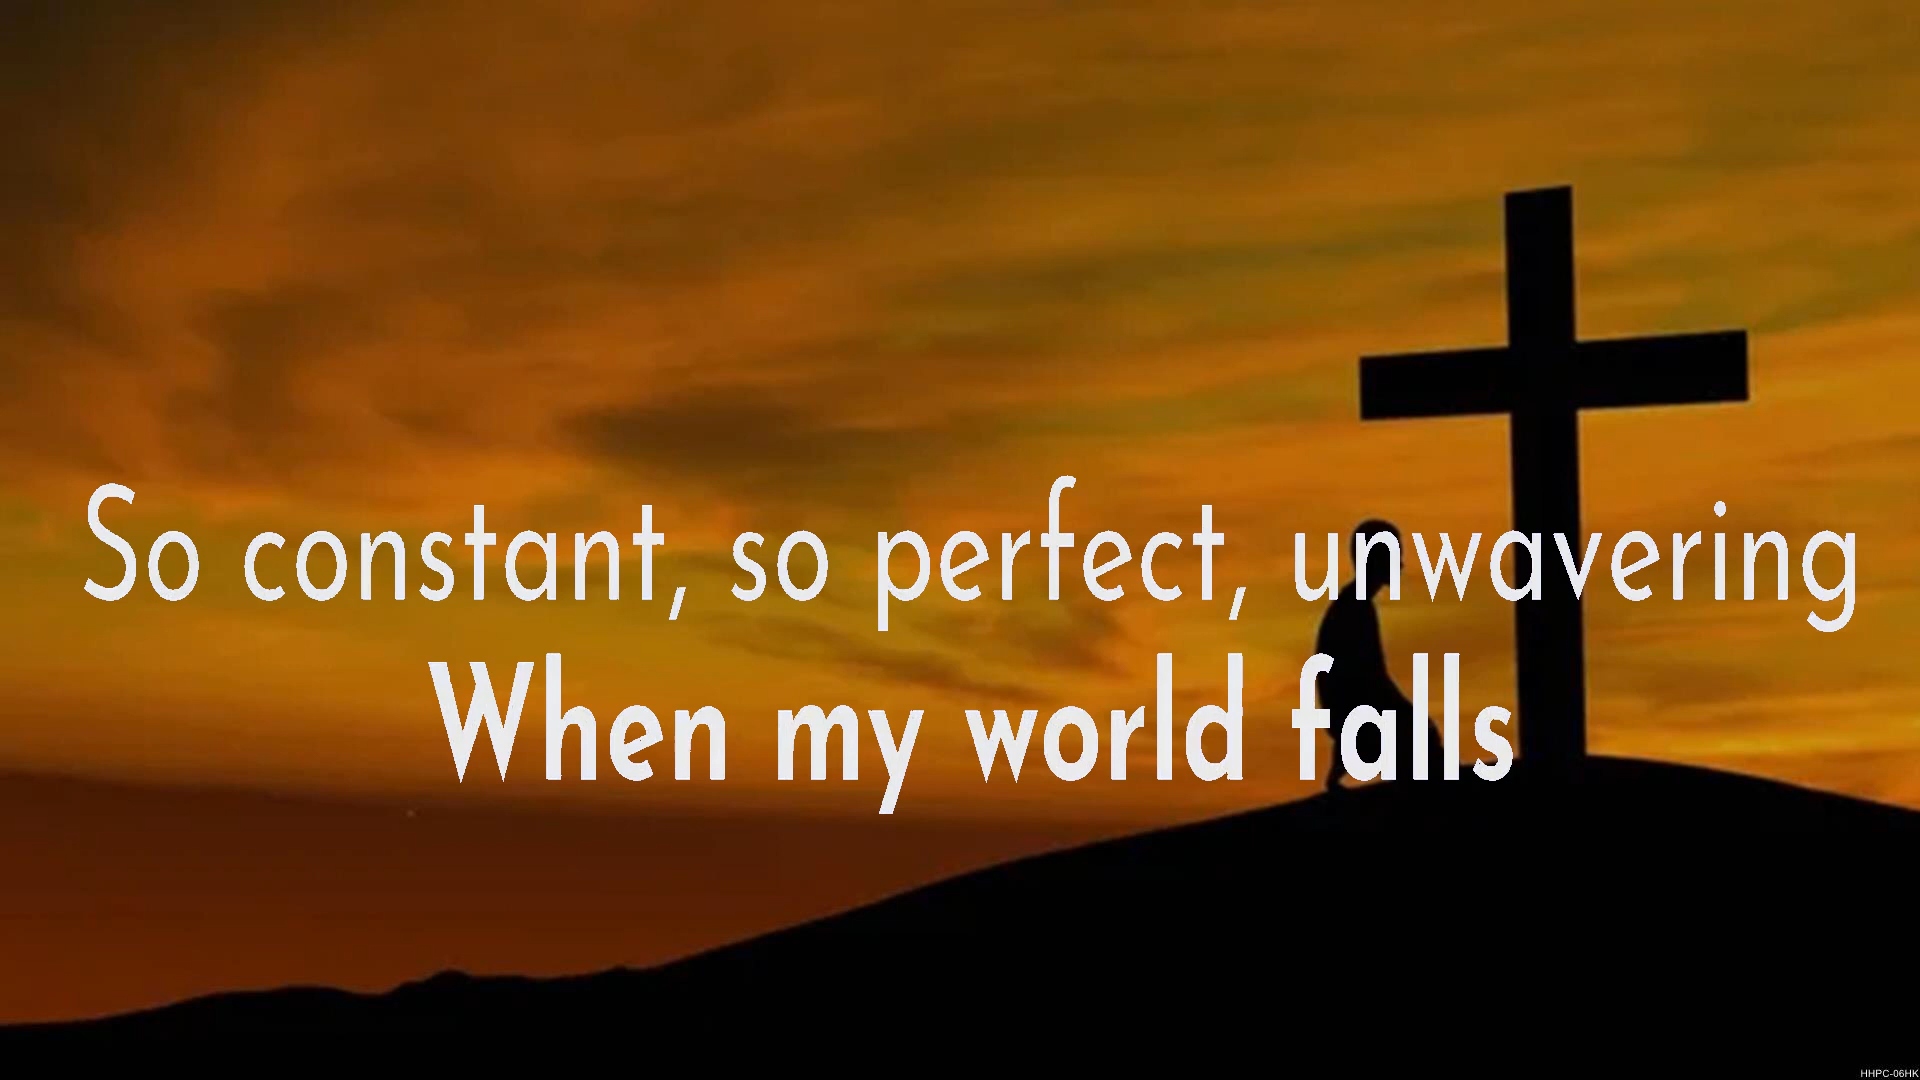 So constant, so perfect, unwavering
When my world falls
HHPC-06HK